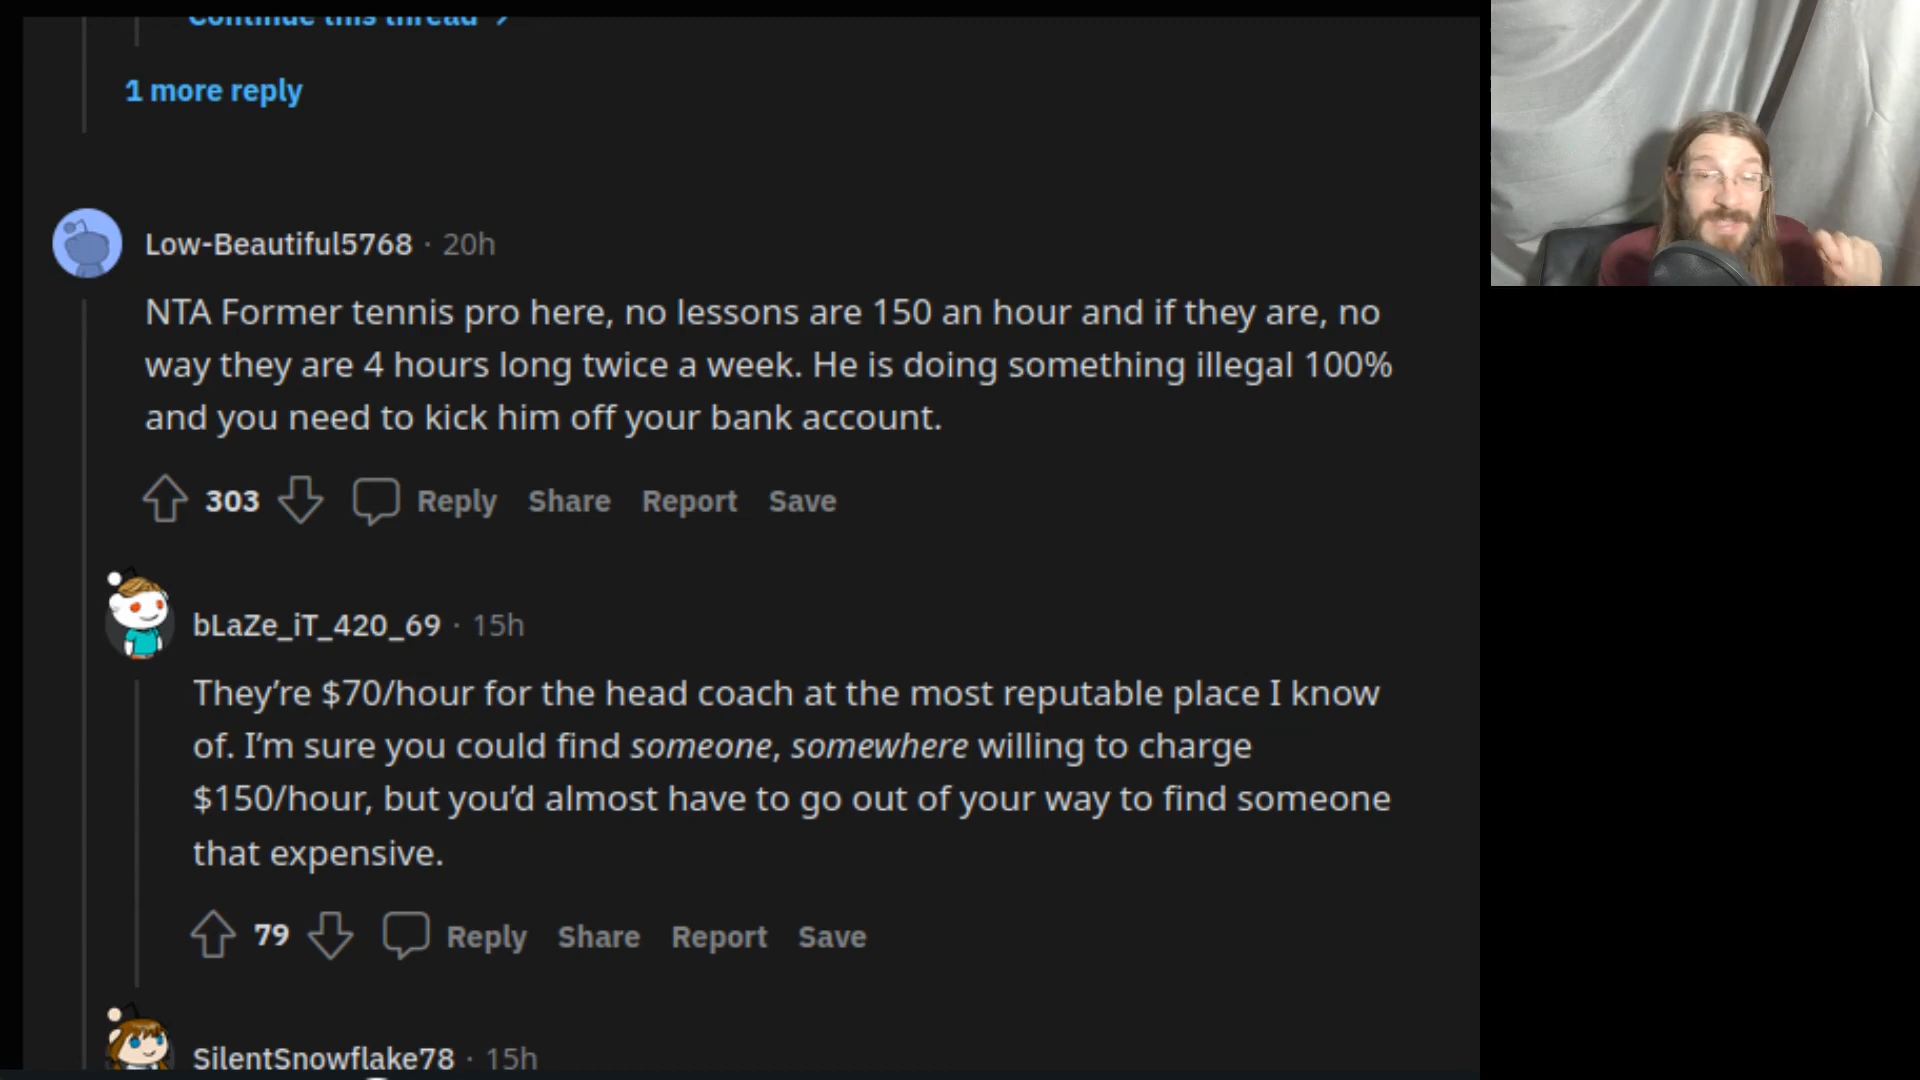 Continue this thread
1 more reply
Low-Beautiful5768 · 20h
NTA Former tennis pro here, no lessons are 150 an hour and if they are, no
way they are 4 hours long twice a week. He is doing something illegal 100%
and you need to kick him off your bank account.
303 Reply Share Report Save
bLaZe_iT_420_69 · 15h
They’re $70/hour for the head coach at the most reputable place I know
of. I’m sure you could find someone, somewhere willing to charge
$150/hour, but you’d almost have to go out of your way to find someone
that expensive.
79 Reply Share Report Save
SilentSnowflake78 · 15h